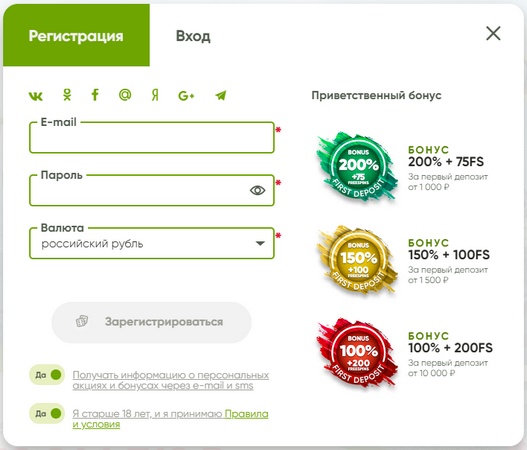 Регистрация
Вход
Приветственный бонус
E-mail
*
Пароль
*
Валюта
*
российский рубль
Зарегистрироваться
Да
Получать информацию о персональных
акциях и бонусах через e-mail и sms
Да
Я старше 18 лет, и я принимаю Правила
и условия
BONUS
200%
+75
FREESPINS
FIRST DEPOSIT
БОНУС
200% + 75FS
За первый депозит
от 1 000 ₽
BONUS
150%
+100
FREESPINS
FIRST DEPOSIT
БОНУС
150% + 100FS
За первый депозит
от 1 500 ₽
BONUS
100%
+200
FREESPINS
FIRST DEPOSIT
БОНУС
100% + 200FS
За первый депозит
от 10 000 ₽